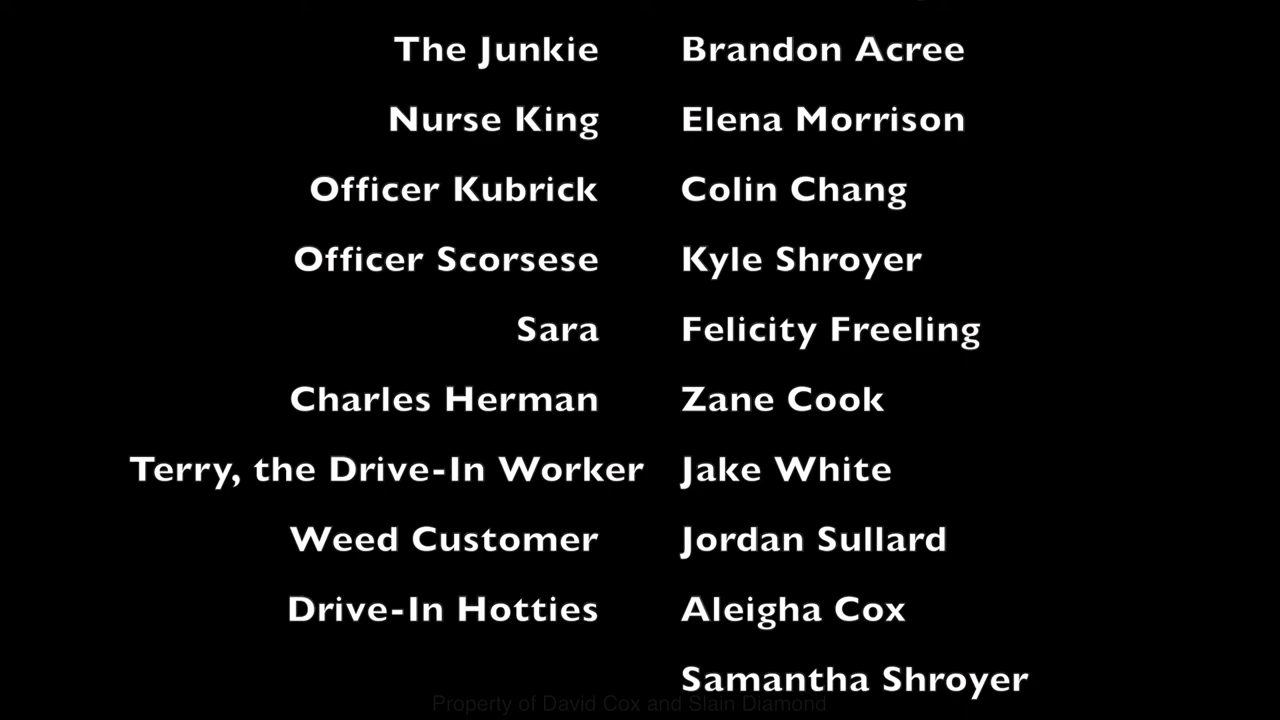 The Junkie Brandon Acree
Nurse King Elena Morrison
Officer Kubrick Colin Chang
Officer Scorsese Kyle Shroyer
Sara Felicity Freeling
Charles Herman Zane Cook
Terry, the Drive-In Worker Jake White
Weed Customer Jordan Sullard
Drive-In Hotties Aleigha Cox
Samantha Shroyer
Property of David Cox and Slain Diamond